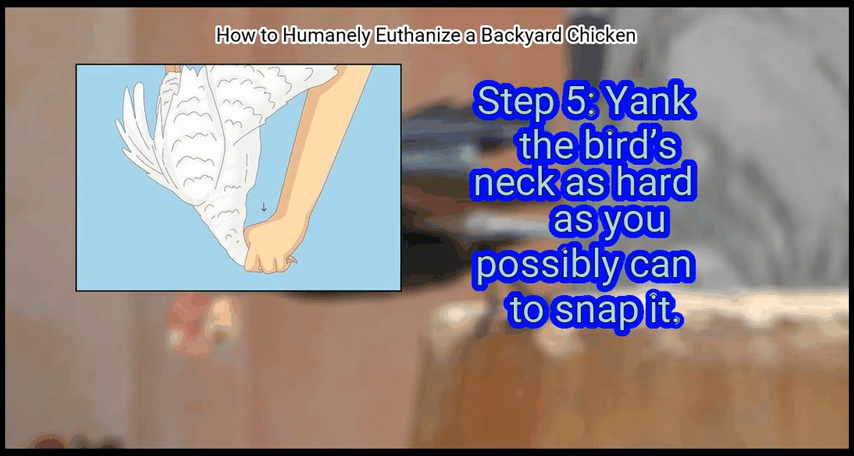 How to Humanely Euthanize a Backyard Chicken
Step 5: Yank
the bird’s
neck as hard
as you
possibly can
to snap it.